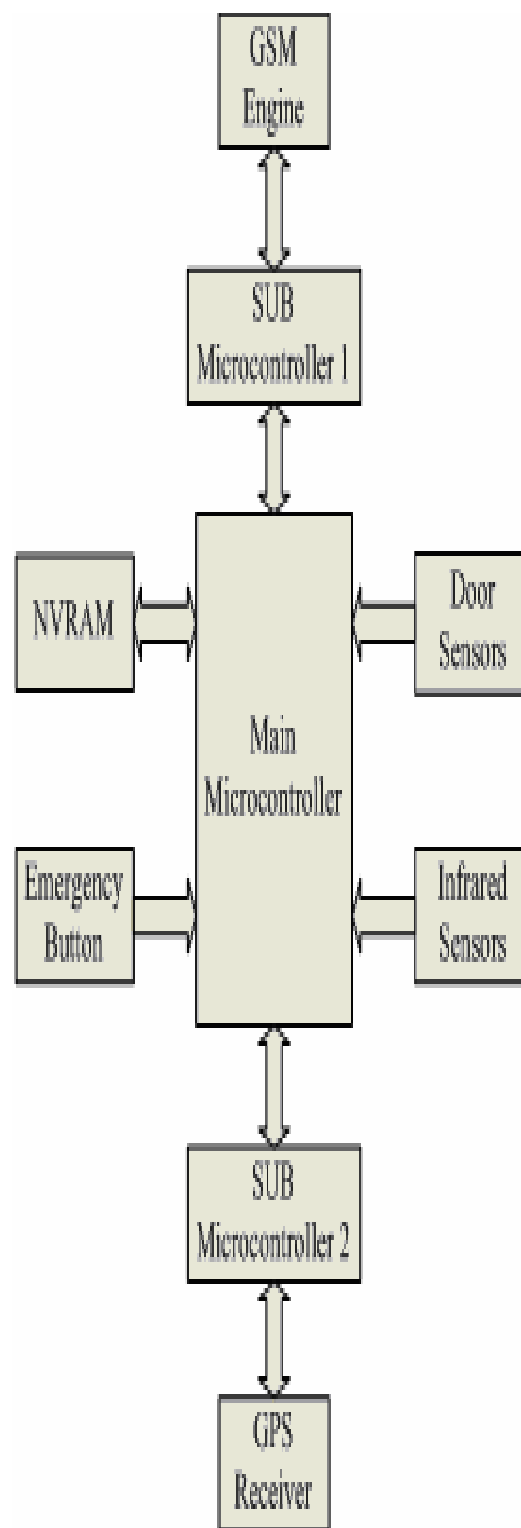 GSM
Engine
SUB
Microcontroller 1
NVRAM
Door
Sensors
Main
Microcontroller
Emergency
Button
Infrared
Sensors
SUB
Microcontroller 2
GPS
Receiver